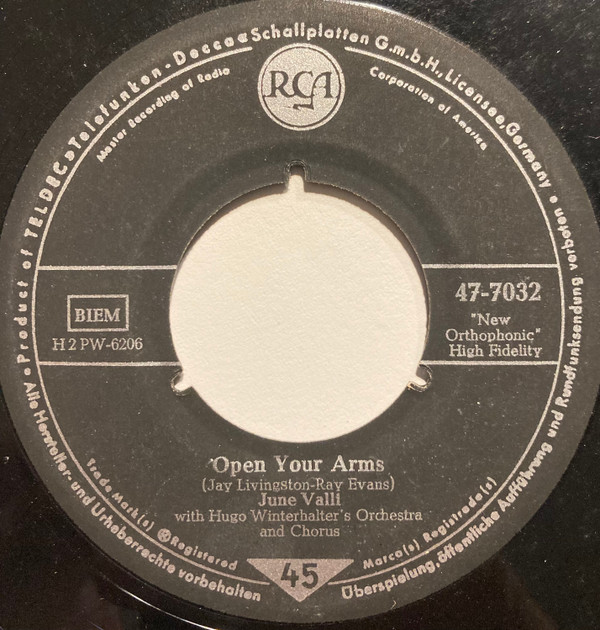 • Product of TELDEC »Telefunken - Decca« Schallplatten G.m.b.H., Licensee, Germany •
Master Recording of Radio
Corporation of America
RCA
BIEM
H 2 PW-6206
47-7032
"New
Orthophonic"
High Fidelity
Open Your Arms
(Jay Livingston-Ray Evans)
June Valli
with Hugo Winterhalter's Orchestra
and Chorus
Trade Mark(s) ®Registered
Marca(s) Registrada(s)
45
Alle Hersteller- und Urheberrechte vorbehalten
Überspielung, öffentliche Aufführung und Rundfunksendung verboten